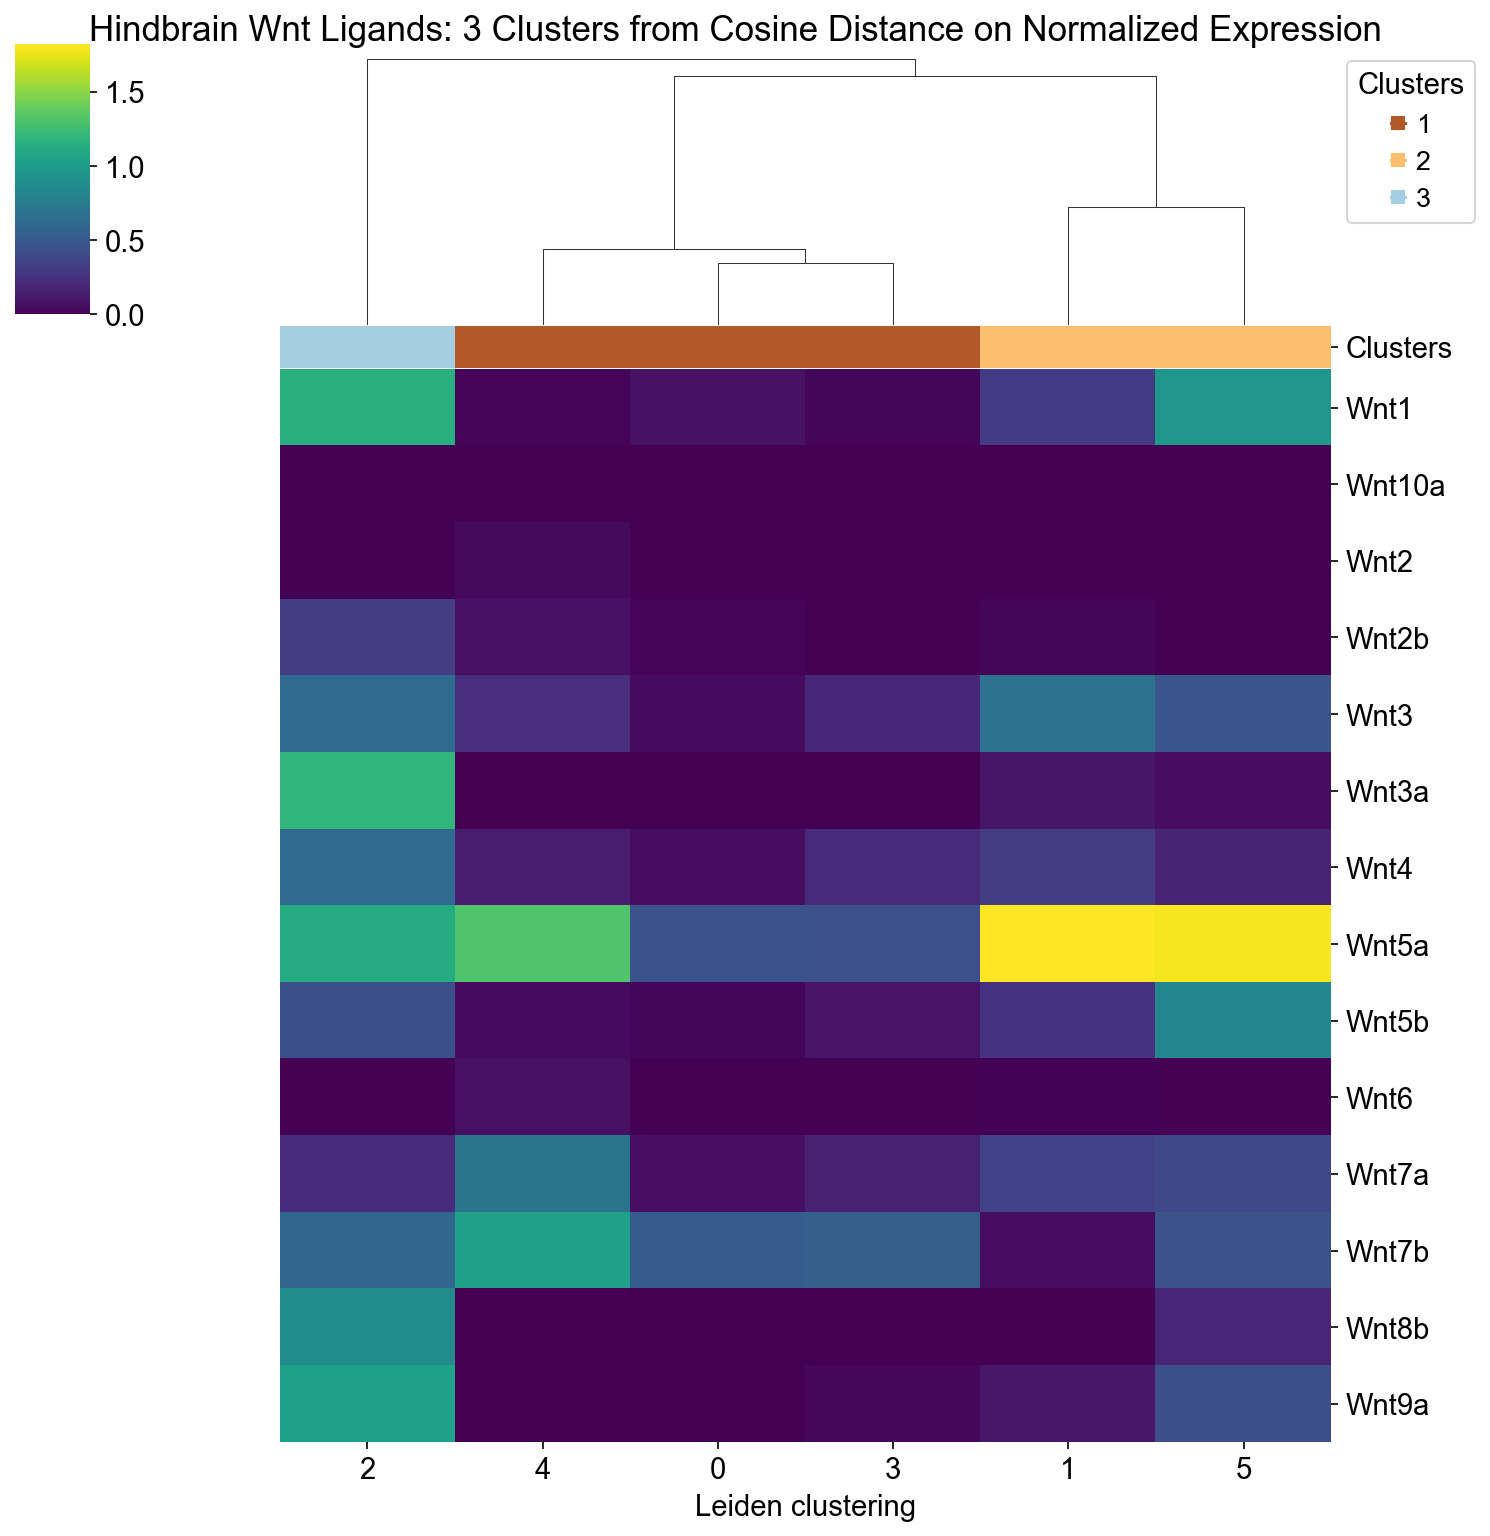 Hindbrain Wnt Ligands: 3 Clusters from Cosine Distance on Normalized Expression
1.5
1.0
0.5
0.0
Clusters
1
2
3
Clusters
Wnt1
Wnt10a
Wnt2
Wnt2b
Wnt3
Wnt3a
Wnt4
Wnt5a
Wnt5b
Wnt6
Wnt7a
Wnt7b
Wnt8b
Wnt9a
2 4 0 3 1 5
Leiden clustering